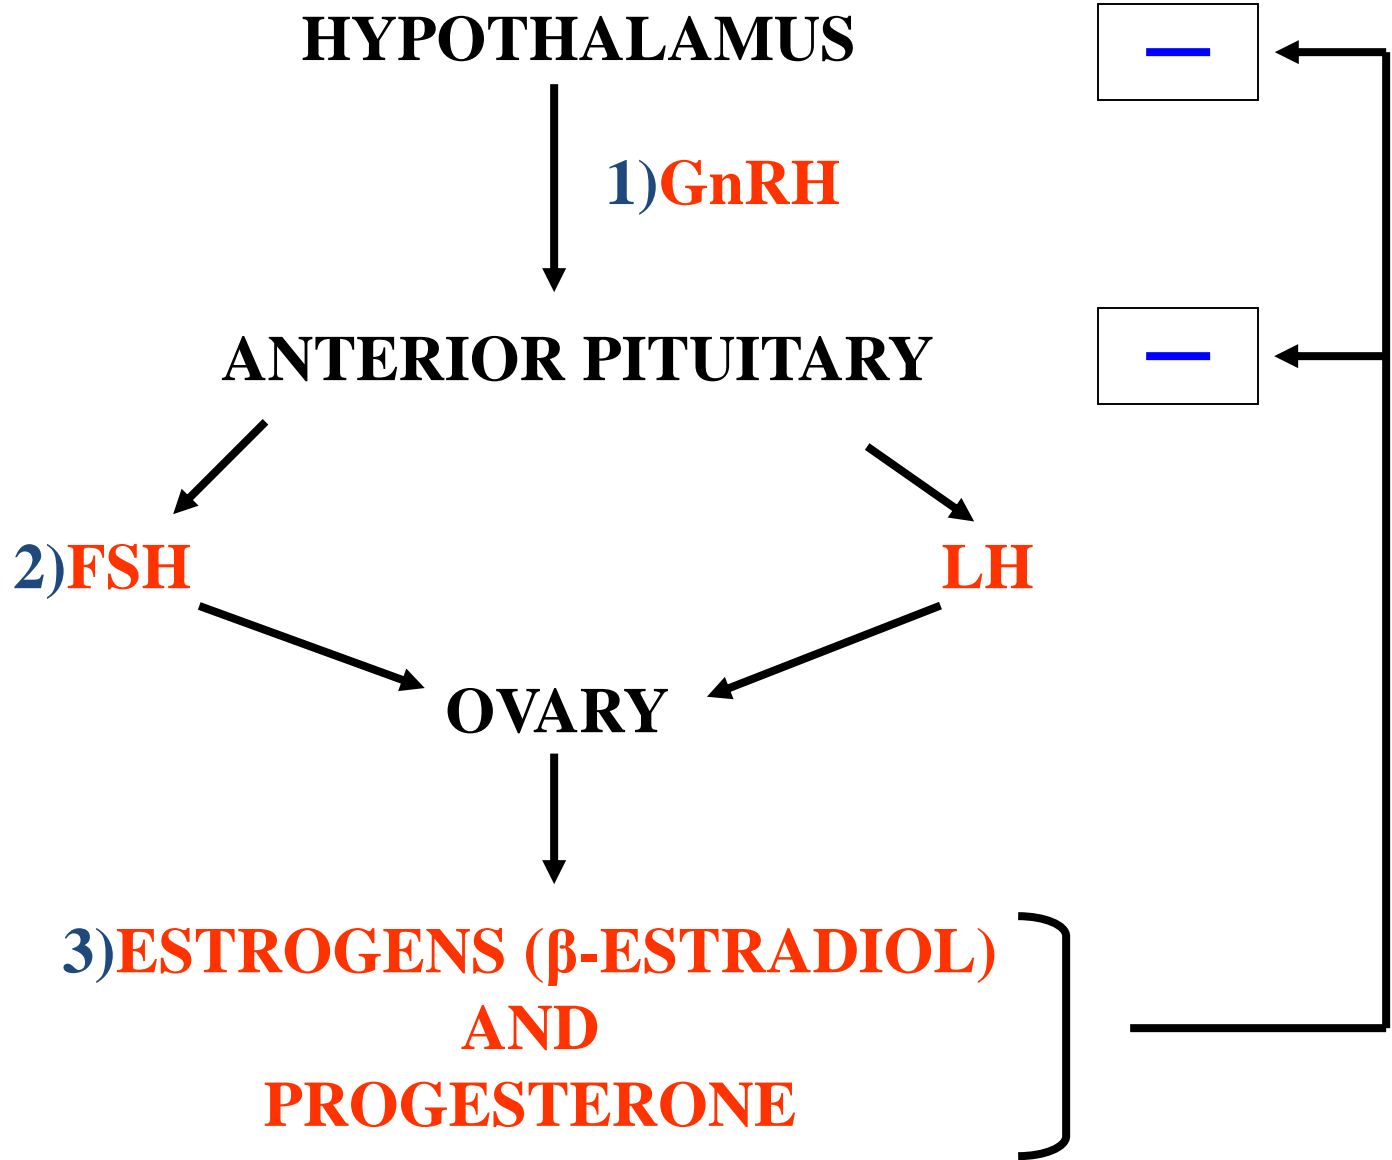 HYPOTHALAMUS
1)GnRH
ANTERIOR PITUITARY
2)FSH
LH
OVARY
3)ESTROGENS (β-ESTRADIOL)
AND
PROGESTERONE